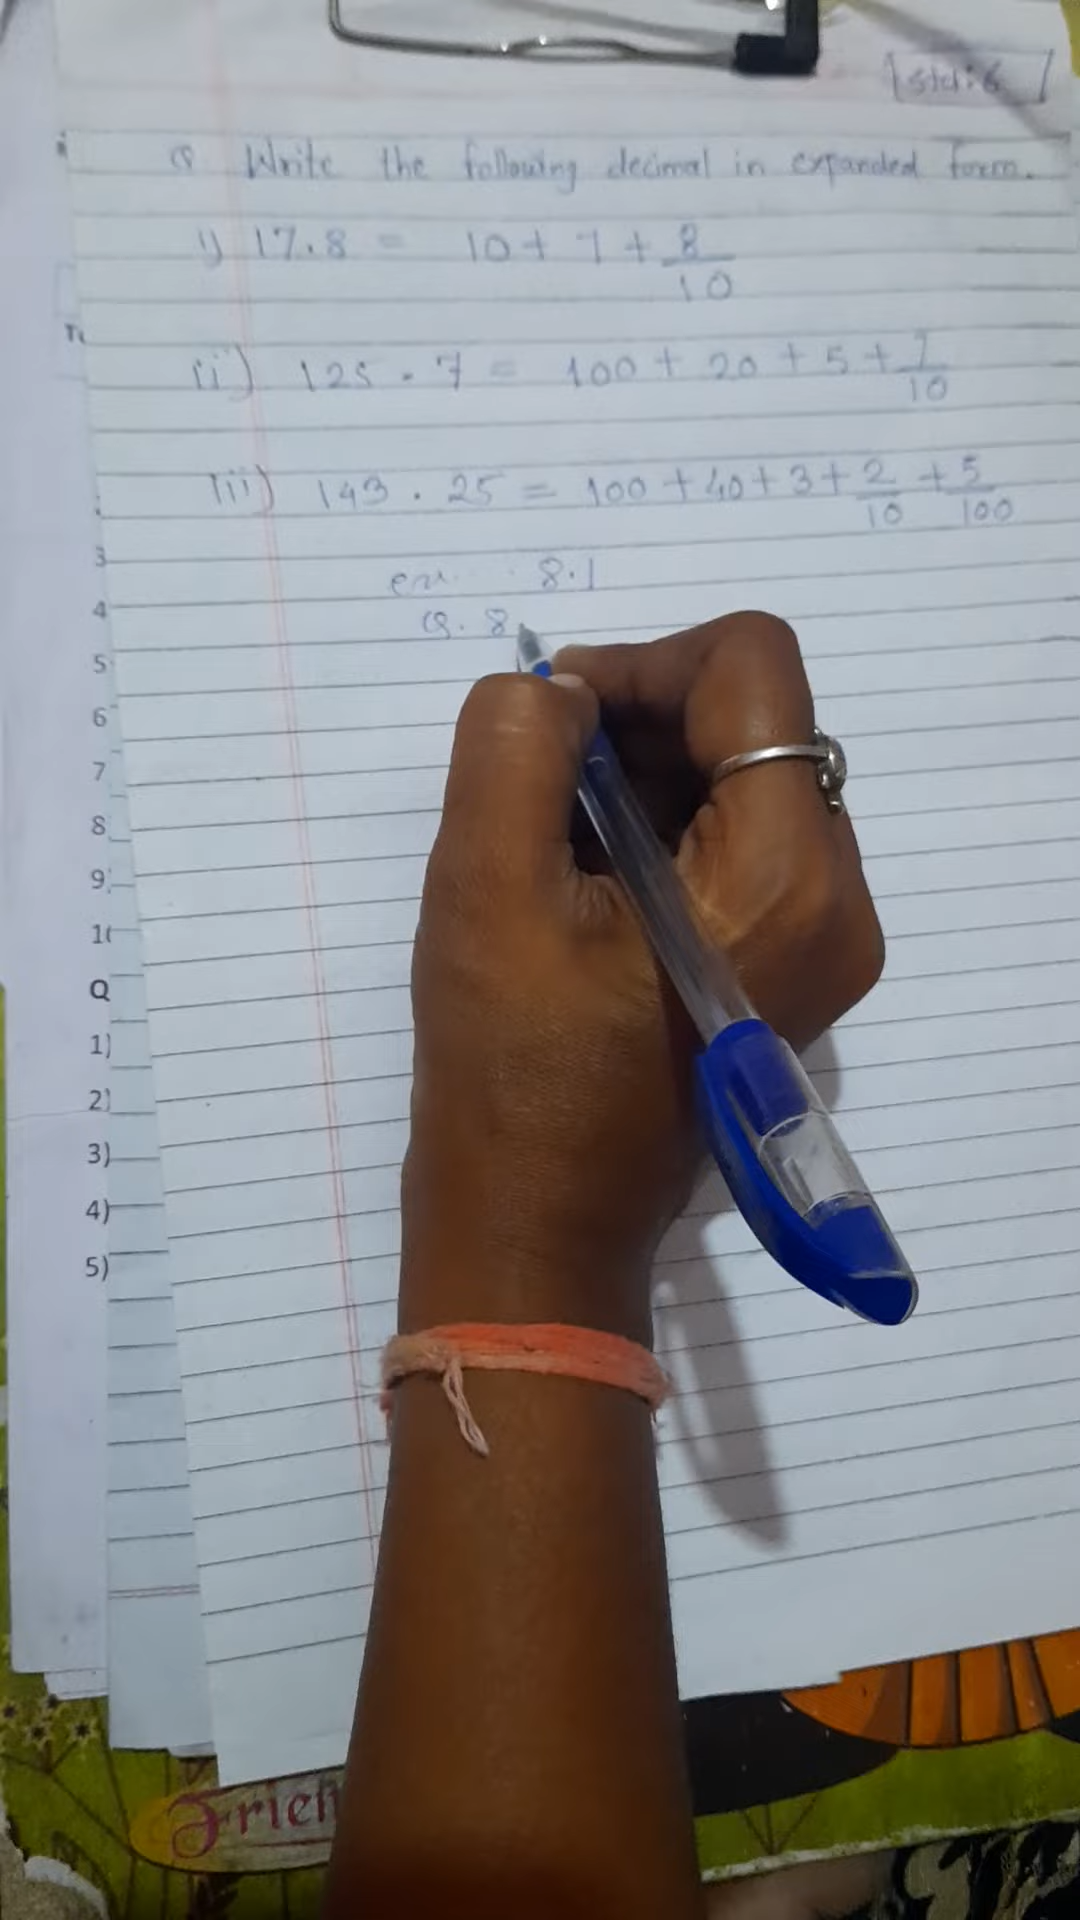 std: 6
Q Write the following decimal in expanded form.
i) 17.8 = 10 + 7 + 8/10
ii) 125.7 = 100 + 20 + 5 + 7/10
iii) 143.25 = 100 + 40 + 3 + 2/10 + 5/100
ex. 8.1
Q. 8
3
4
5
6
7
8
9
Q
1)
2)
3)
4)
5)